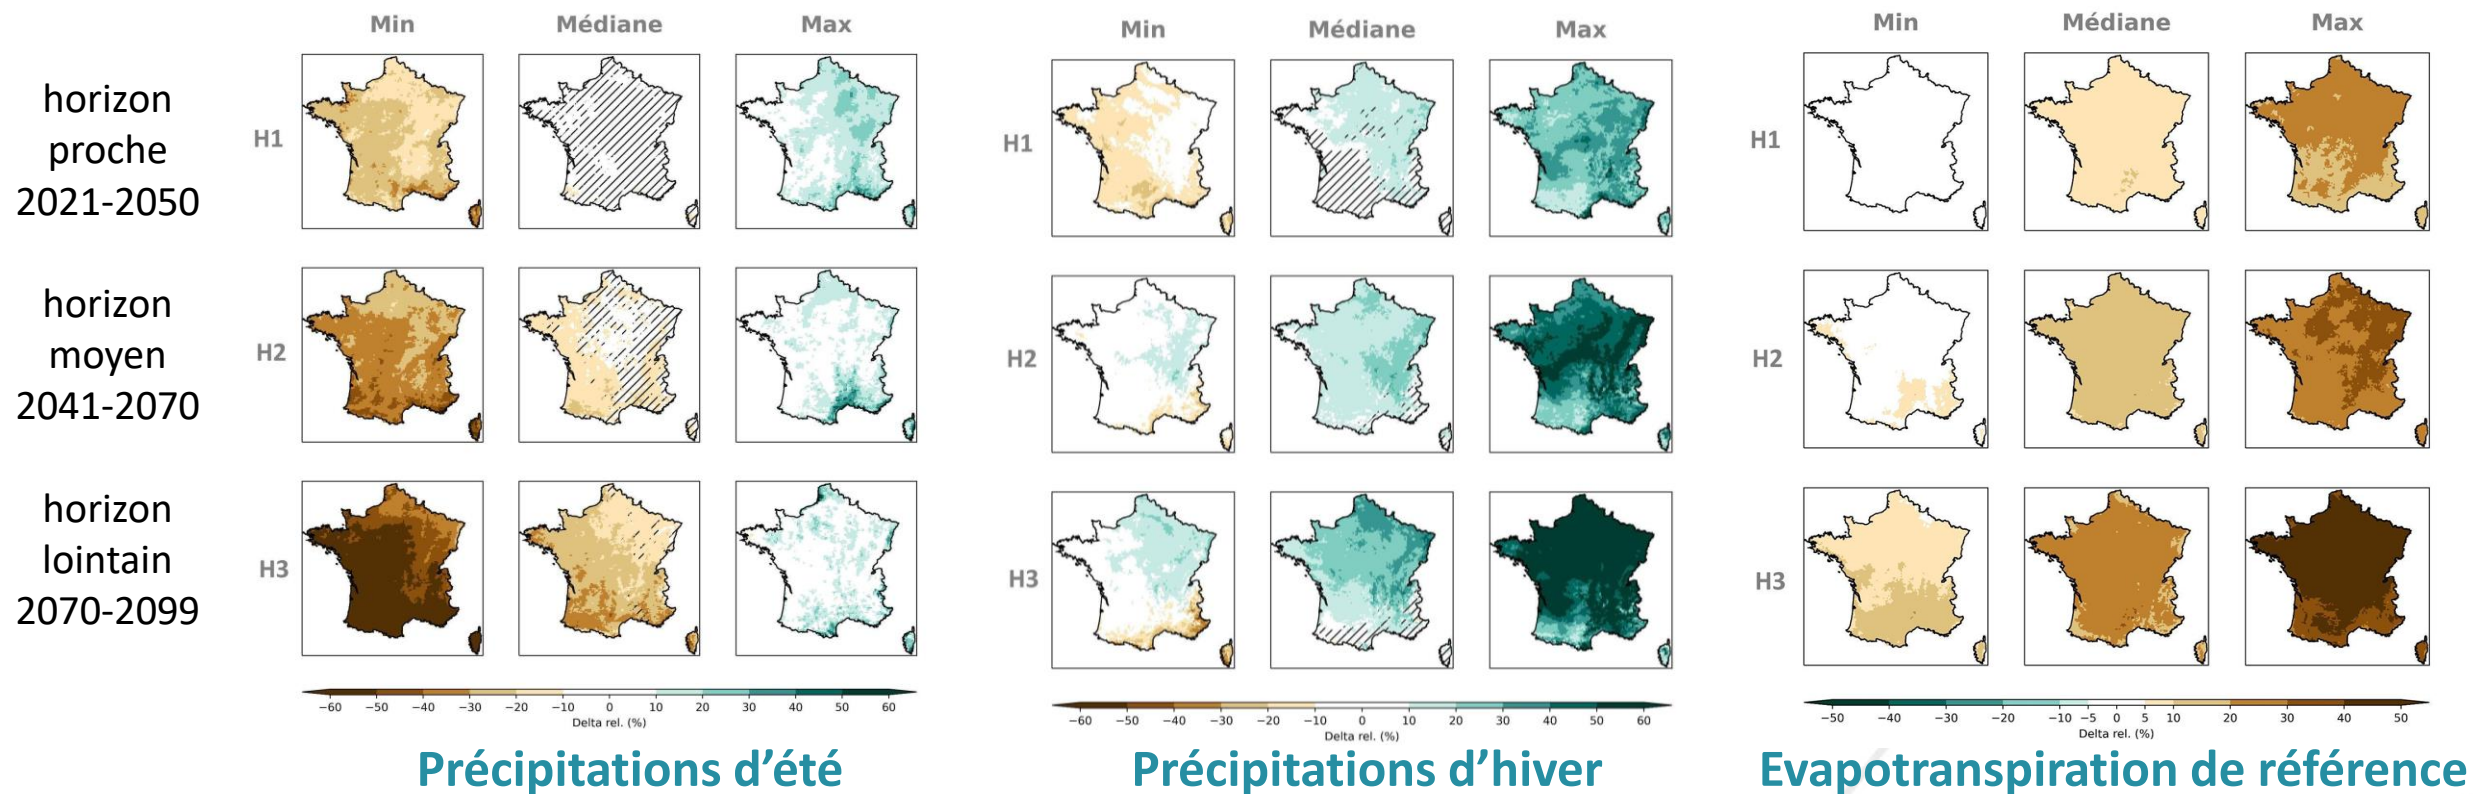 Min Médiane Max
Min Médiane Max
Min Médiane Max
horizon
proche
2021-2050
H1
H1
H1
horizon
moyen
2041-2070
H2
H2
H2
horizon
lointain
2070-2099
H3
H3
H3
−60 −50 −40 −30 −20 −10 0 10 20 30 40 50 60
Delta rel. (%)
−60 −50 −40 −30 −20 −10 0 10 20 30 40 50 60
Delta rel. (%)
−50 −40 −30 −20 −10 −5 0 5 10 20 30 40 50
Delta rel. (%)
Précipitations d’été
Précipitations d’hiver
Evapotranspiration de référence